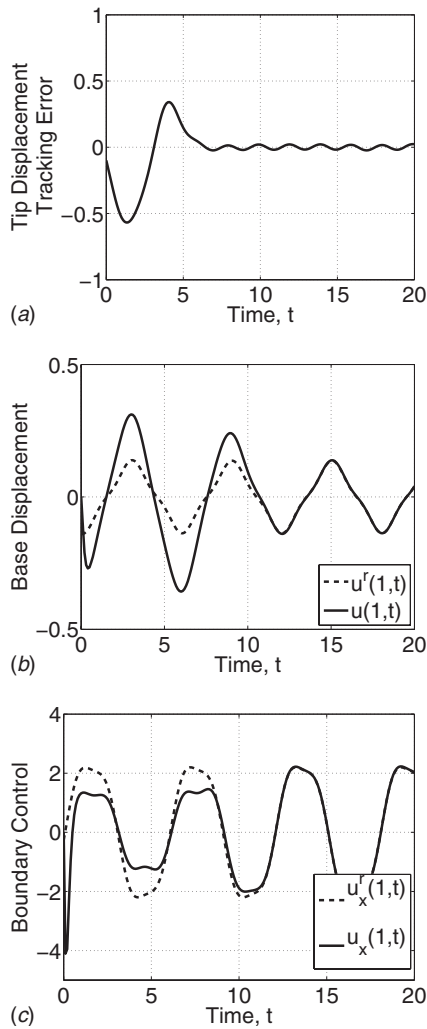 1
0.5
0
−0.5
−1
Tip Displacement
Tracking Error
0
5
10
15
20
(a)
Time, t
0.5
0
−0.5
Base Displacement
0
5
10
15
20
u^r(1,t)
u(1,t)
(b)
Time, t
4
2
0
−2
−4
Boundary Control
0
5
10
15
20
u_x^r(1,t)
u_x(1,t)
(c)
Time, t